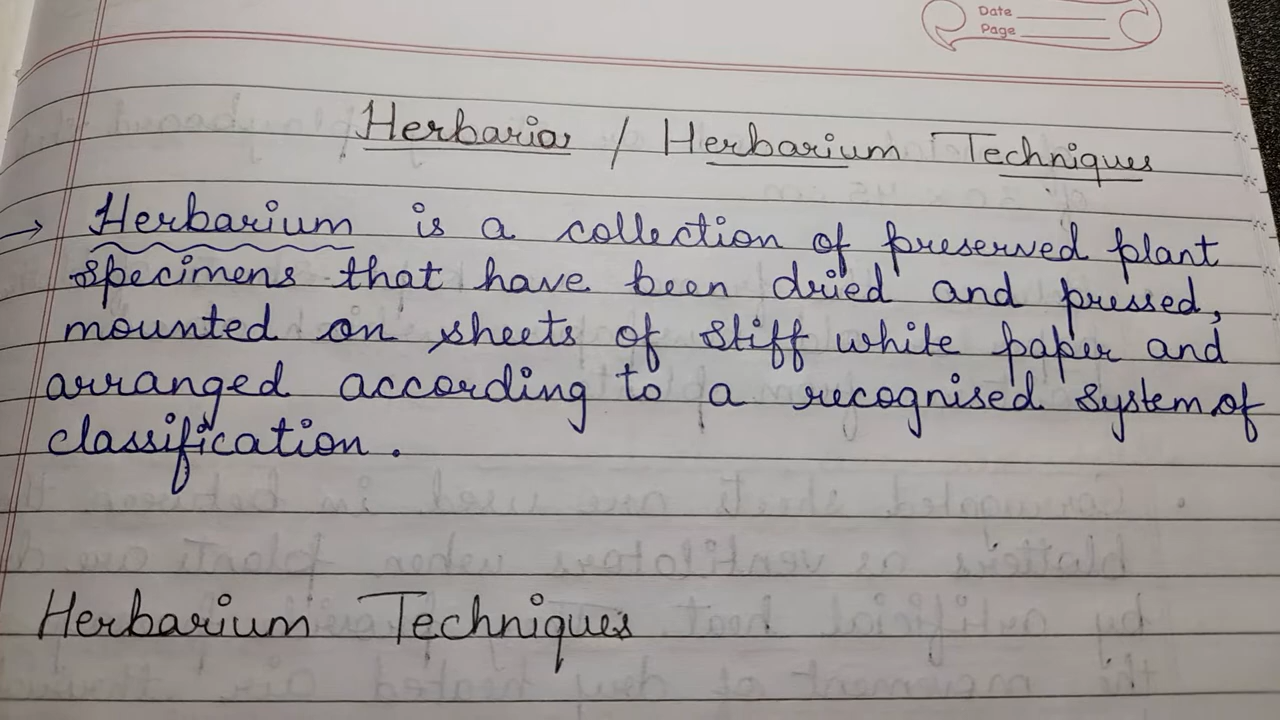 Date
Page
Herbaria / Herbarium Techniques
→ Herbarium is a collection of preserved plant
specimens that have been dried and pressed,
mounted on sheets of stiff white paper and
arranged according to a recognised system of
classification.
Herbarium Techniques